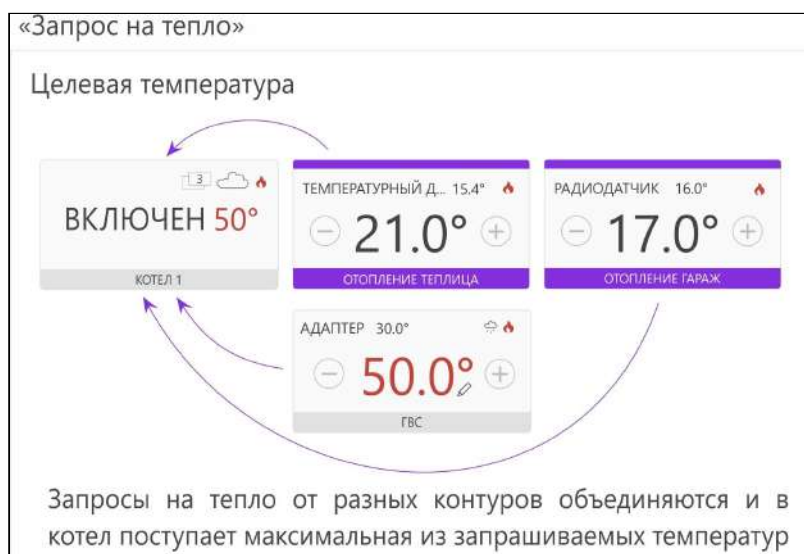 «Запрос на тепло»
Целевая температура
3
ВКЛЮЧЕН 50°
КОТЕЛ 1
ТЕМПЕРАТУРНЫЙ Д... 15.4°
21.0°
ОТОПЛЕНИЕ ТЕПЛИЦА
РАДИОДАТЧИК 16.0°
17.0°
ОТОПЛЕНИЕ ГАРАЖ
АДАПТЕР 30.0°
50.0°
ГВС
Запросы на тепло от разных контуров объединяются и в
котел поступает максимальная из запрашиваемых температур